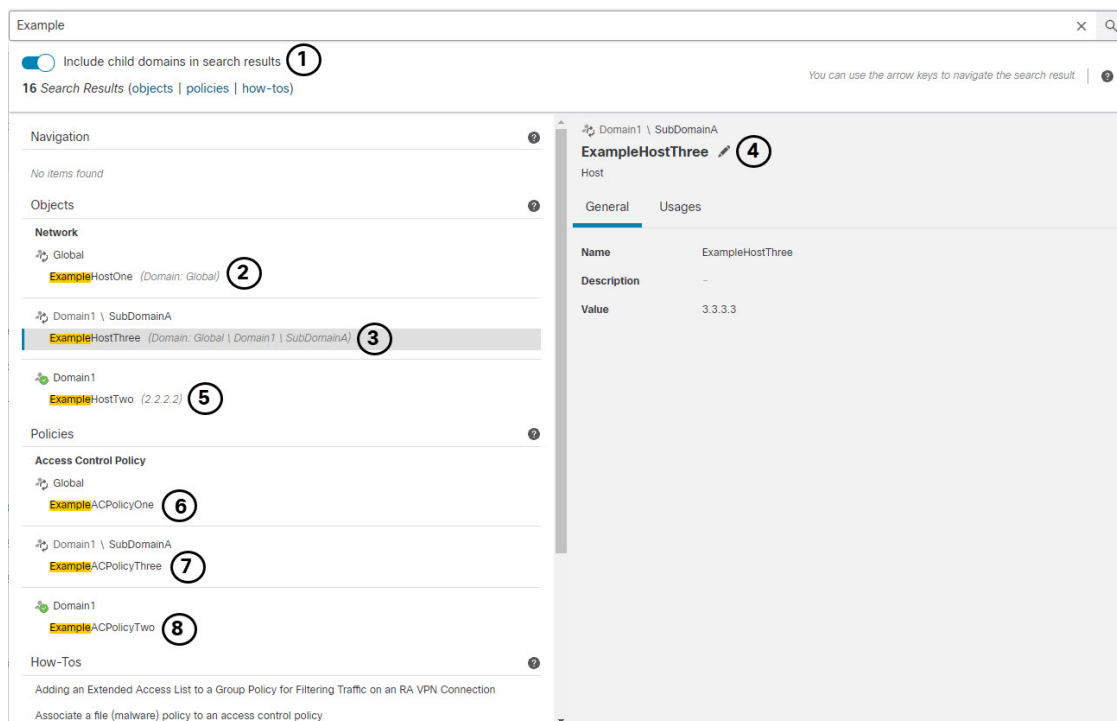 Example
Include child domains in search results 1
16 Search Results (objects | policies | how-tos)
You can use the arrow keys to navigate the search result
Navigation
No items found
Objects
Network
Global
ExampleHostOne (Domain: Global) 2
Domain1 \ SubDomainA
ExampleHostThree (Domain: Global \ Domain1 \ SubDomainA) 3
Domain1
ExampleHostTwo (2.2.2.2) 5
Policies
Access Control Policy
Global
ExampleACPolicyOne 6
Domain1 \ SubDomainA
ExampleACPolicyThree 7
Domain1
ExampleACPolicyTwo 8
How-Tos
Adding an Extended Access List to a Group Policy for Filtering Traffic on an RA VPN Connection
Associate a file (malware) policy to an access control policy
Domain1 \ SubDomainA
ExampleHostThree 4
Host
General Usages
Name ExampleHostThree
Description –
Value 3.3.3.3